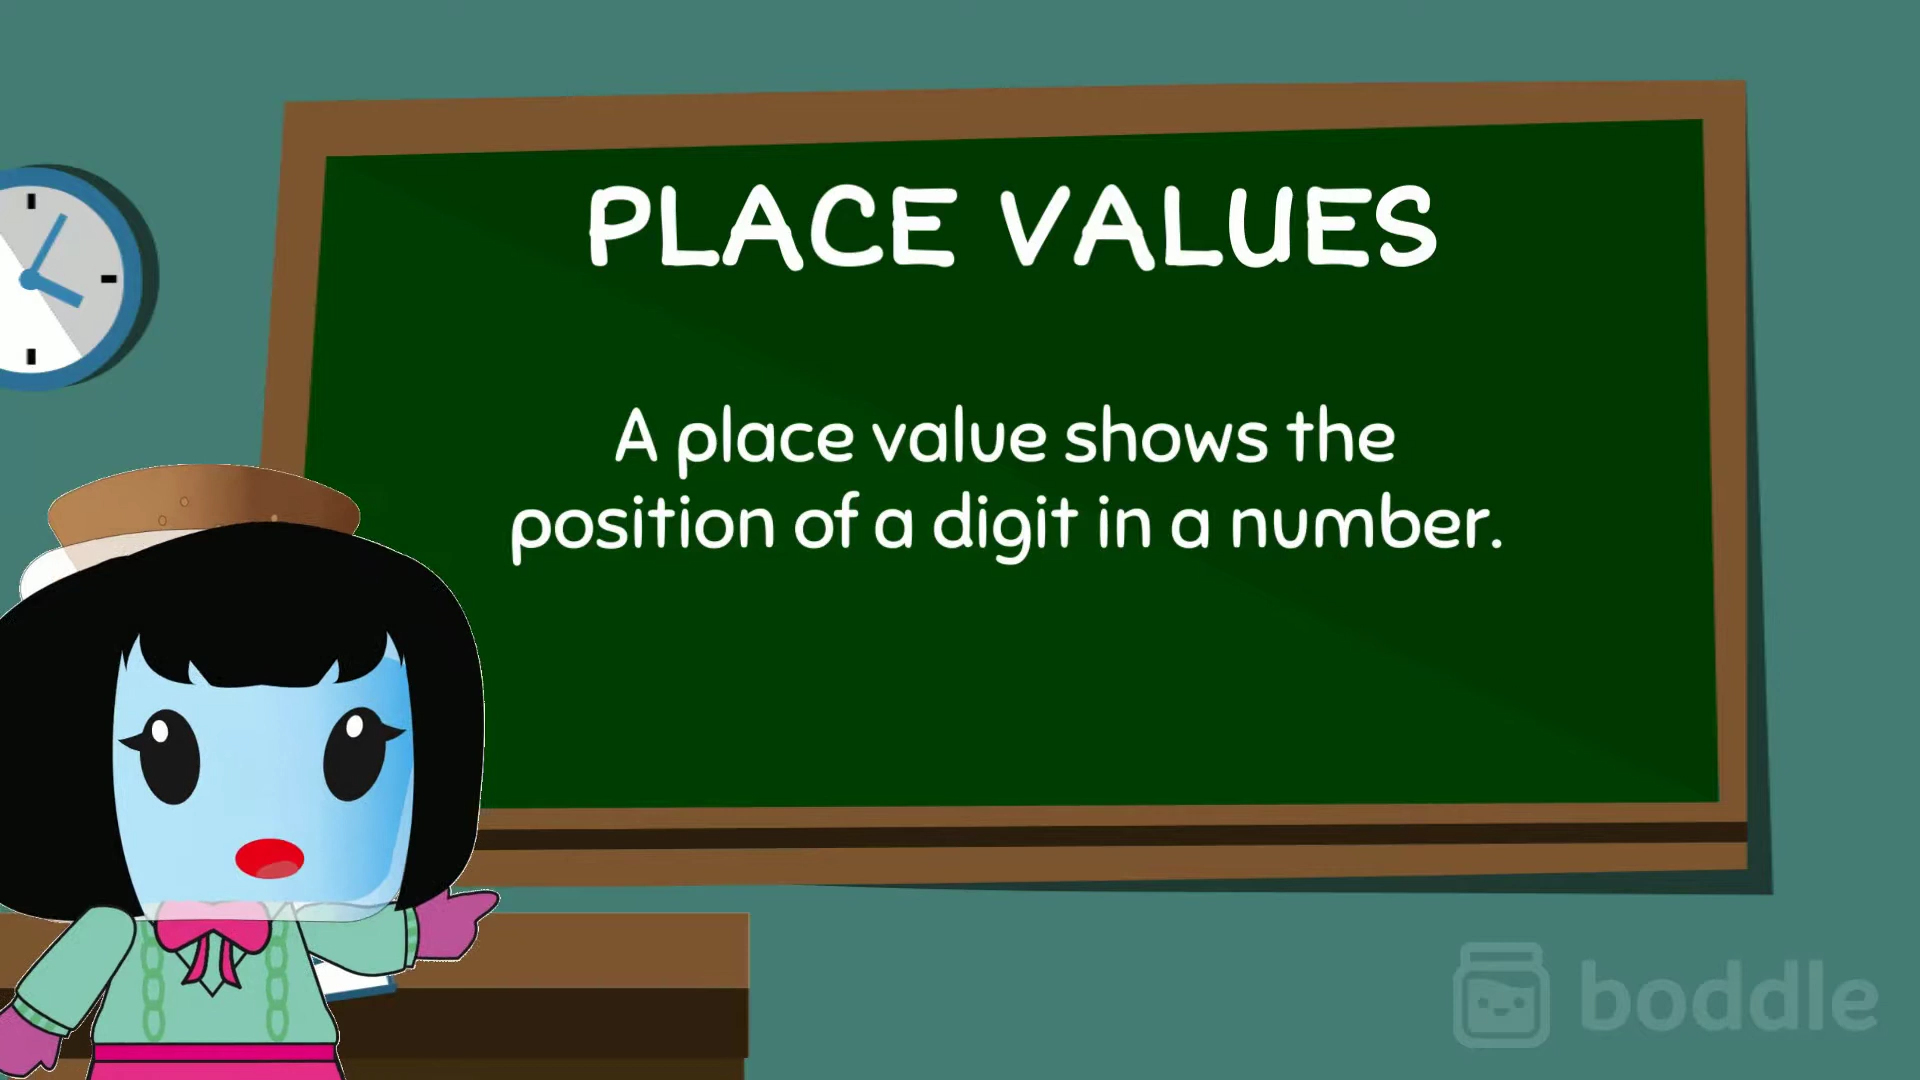 PLACE VALUES
A place value shows the
position of a digit in a number.
boddle